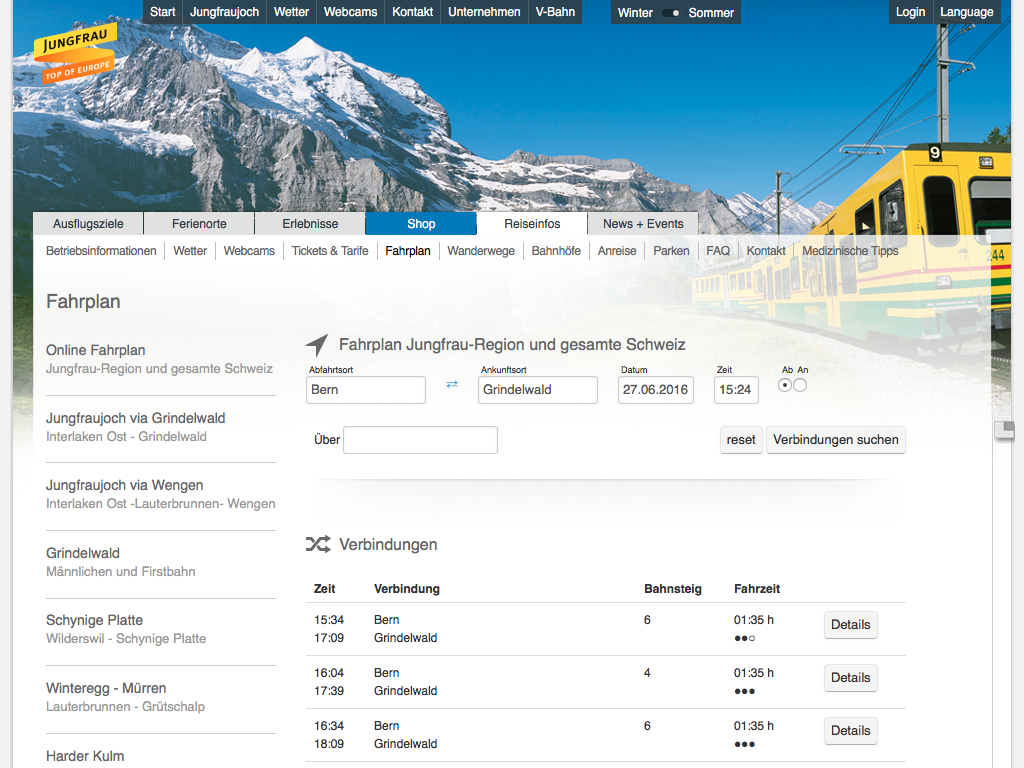 Start Jungfraujoch Wetter Webcams Kontakt Unternehmen V-Bahn Winter Sommer Login Language
JUNGFRAU
TOP OF EUROPE
9
244
Ausflugsziele Ferienorte Erlebnisse Shop Reiseinfos News + Events
Betriebsinformationen Wetter Webcams Tickets & Tarife Fahrplan Wanderwege Bahnhöfe Anreise Parken FAQ Kontakt Medizinische Tipps
Fahrplan
Online Fahrplan
Jungfrau-Region und gesamte Schweiz
Jungfraujoch via Grindelwald
Interlaken Ost - Grindelwald
Jungfraujoch via Wengen
Interlaken Ost -Lauterbrunnen- Wengen
Grindelwald
Männlichen und Firstbahn
Schynige Platte
Wilderswil - Schynige Platte
Winteregg - Mürren
Lauterbrunnen - Grütschalp
Harder Kulm
Fahrplan Jungfrau-Region und gesamte Schweiz
Abfahrtsort Ankunftsort Datum Zeit Ab An
Bern Grindelwald 27.06.2016 15:24
Über reset Verbindungen suchen
Verbindungen
Zeit Verbindung Bahnsteig Fahrzeit
15:34 Bern 6 01:35 h Details
17:09 Grindelwald
16:04 Bern 4 01:35 h Details
17:39 Grindelwald
16:34 Bern 6 01:35 h Details
18:09 Grindelwald